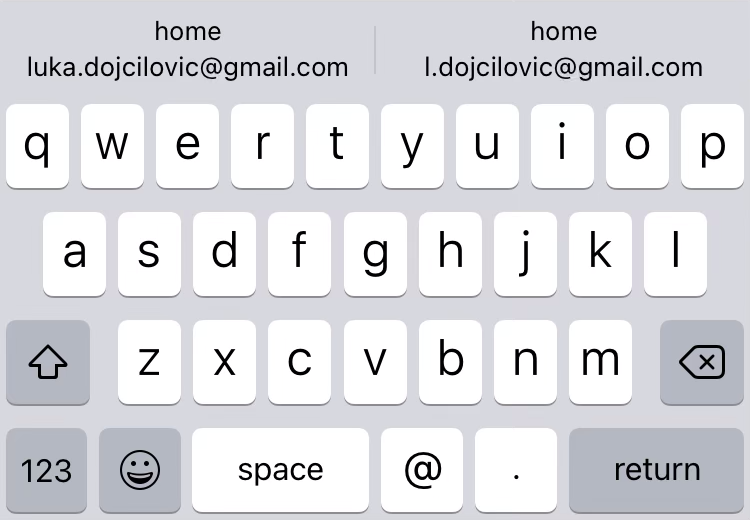 home home
luka.dojcilovic@gmail.com l.dojcilovic@gmail.com
q w e r t y u i o p
a s d f g h j k l
z x c v b n m
123 space @ . return